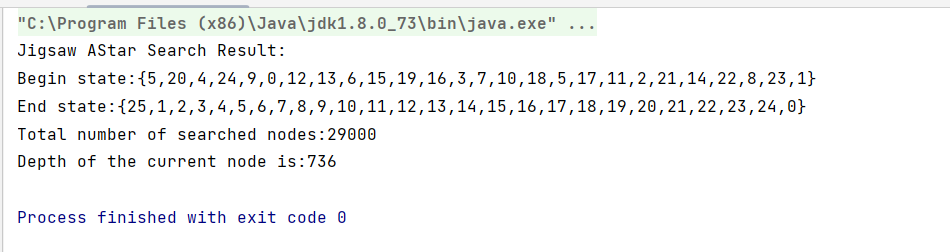 "C:\Program Files (x86)\Java\jdk1.8.0_73\bin\java.exe" ...
Jigsaw AStar Search Result:
Begin state:{5,20,4,24,9,0,12,13,6,15,19,16,3,7,10,18,5,17,11,2,21,14,22,8,23,1}
End state:{25,1,2,3,4,5,6,7,8,9,10,11,12,13,14,15,16,17,18,19,20,21,22,23,24,0}
Total number of searched nodes:29000
Depth of the current node is:736
Process finished with exit code 0